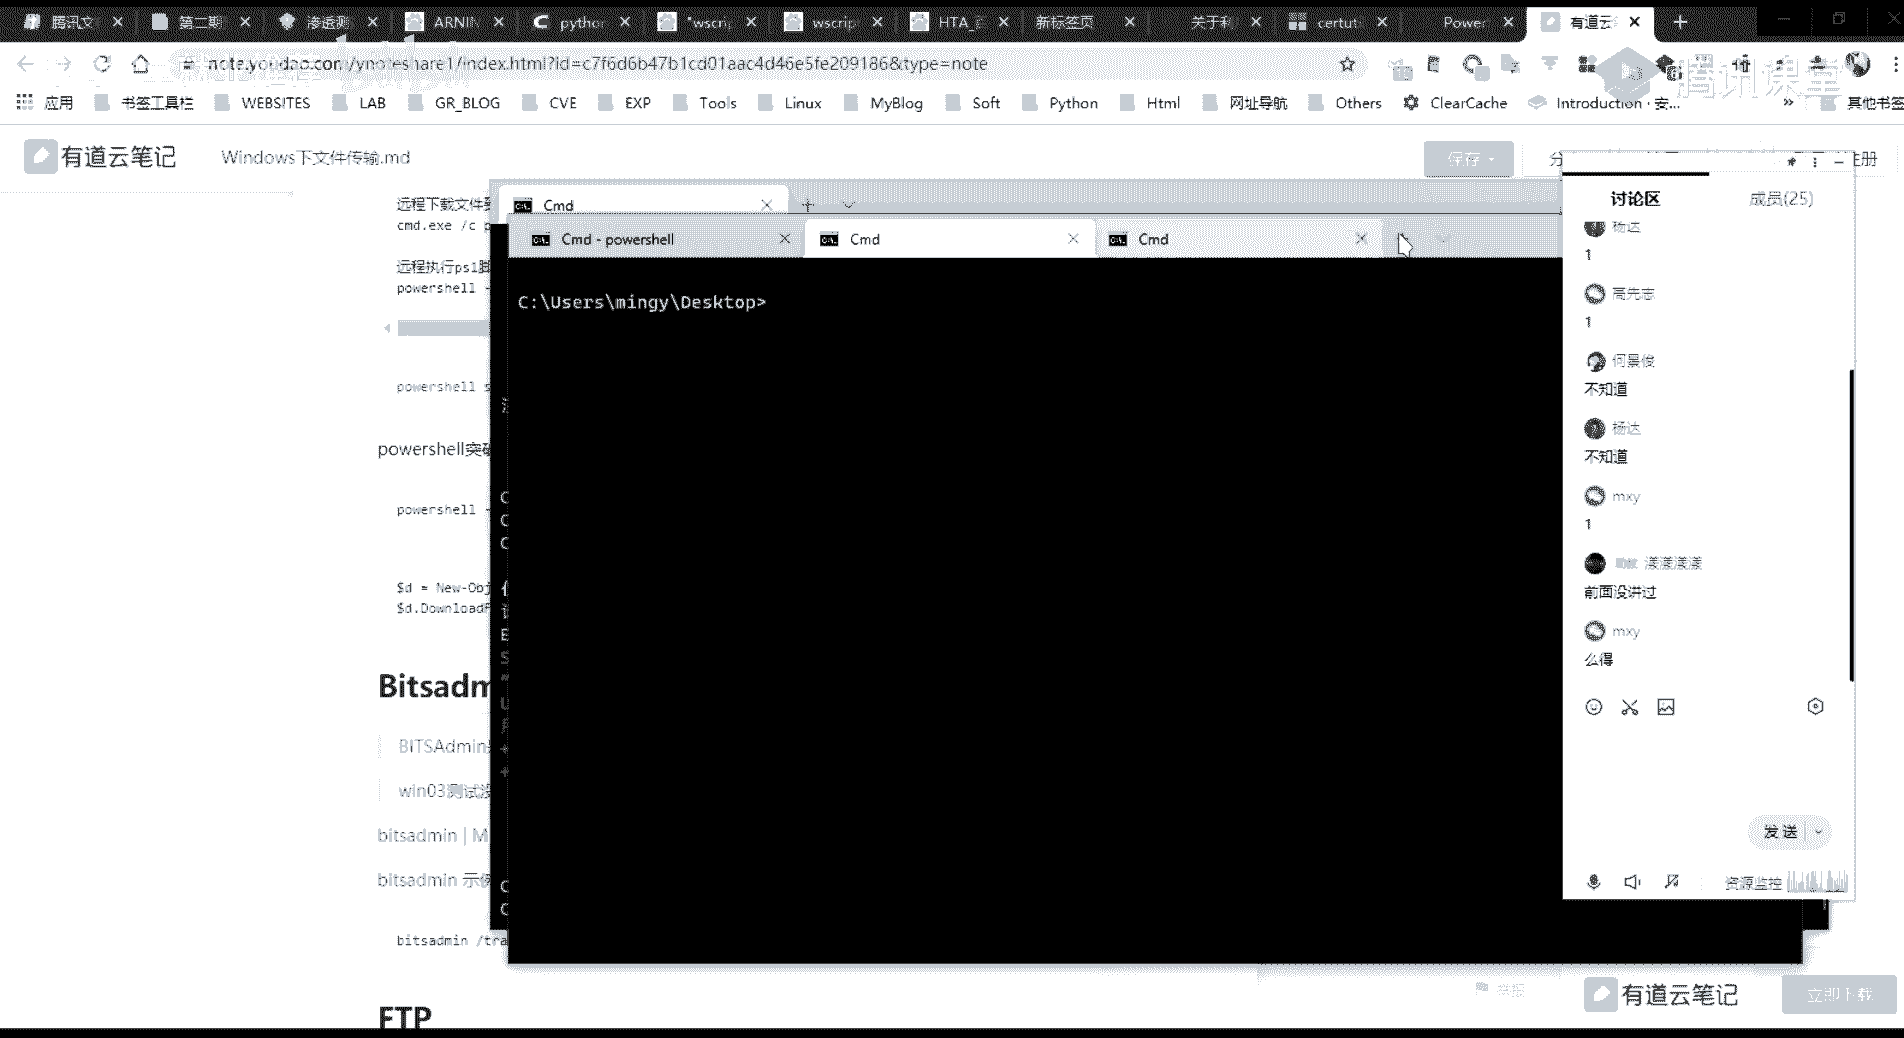 腾讯文
第二期
渗透测
ARNIN
python
"wscrip
wscrip
HTA_
新标签页
关于利
certuti
Power
有道云
note.youdao.com/ynoteshare1/index.html?id=c7f6d6b47b1cd01aac4d46e5fe209186&type=note
腾讯课堂
应用
书签工具栏
WEBSITES
LAB
GR_BLOG
CVE
EXP
Tools
Linux
MyBlog
Soft
Python
Html
网址导航
Others
ClearCache
Introduction · 安...
»
其他书签
有道云笔记
Windows下文件传输.md
保存
分
注册
远程下载文件到
cmd.exe /c p
远程执行ps1脚
powershell -
powershell s
powershell突破
powershell -
$d = New-Obj
$d.DownloadF
Bitsadm
BITSAdmin
win03测试没
bitsadmin | M
bitsadmin 示例
bitsadmin /tra
FTP
Cmd
Cmd - powershell
Cmd
Cmd
C:\Users\mingy\Desktop>
讨论区
成员(25)
杨达
1
高先志
1
何景俊
不知道
杨达
不知道
mxy
1
漾漾漾漾
前面没讲过
mxy
么得
发送
资源监控
举报
有道云笔记
立即下载